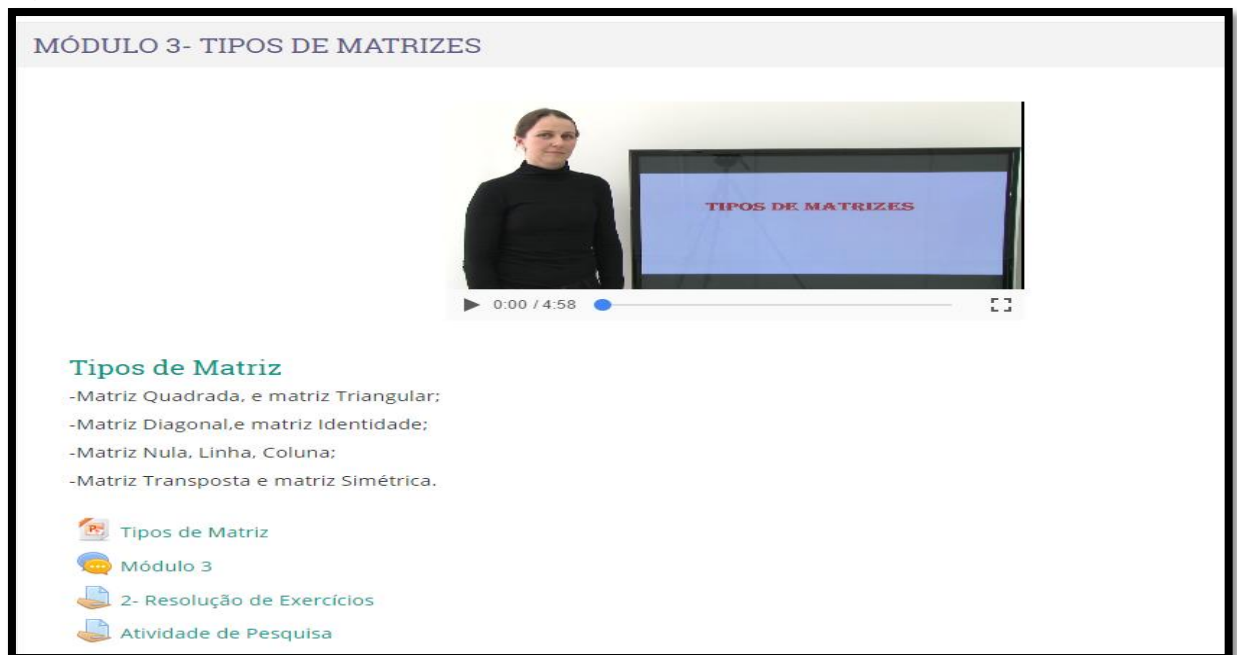 MÓDULO 3- TIPOS DE MATRIZES
TIPOS DE MATRIZES
0:00 / 4:58
Tipos de Matriz
-Matriz Quadrada, e matriz Triangular;
-Matriz Diagonal,e matriz Identidade;
-Matriz Nula, Linha, Coluna;
-Matriz Transposta e matriz Simétrica.
Tipos de Matriz
Módulo 3
2- Resolução de Exercícios
Atividade de Pesquisa